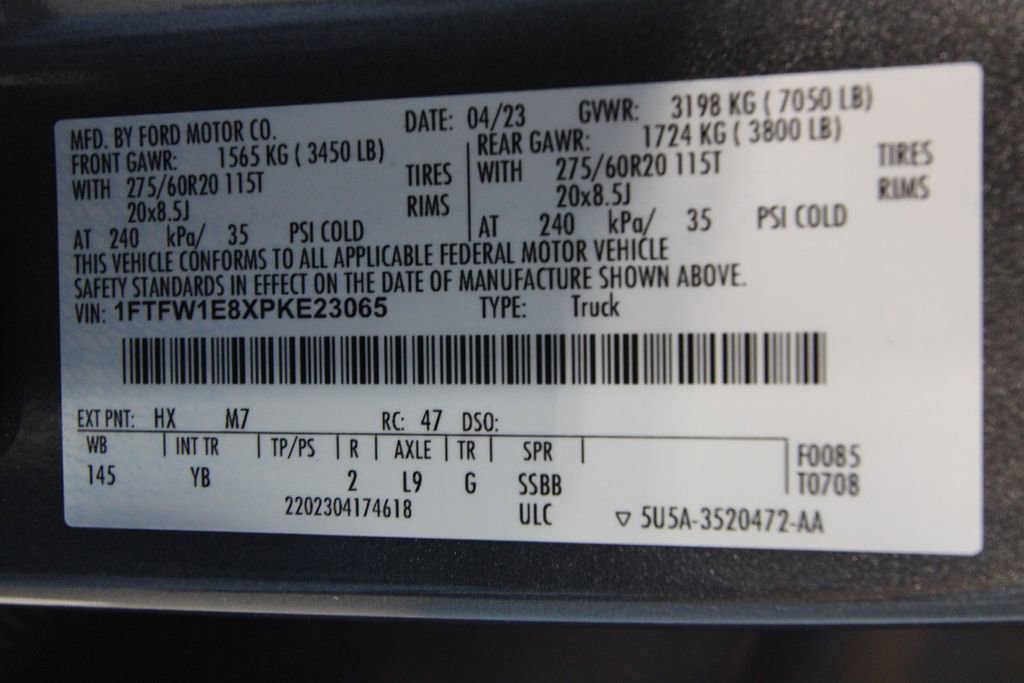 MFD. BY FORD MOTOR CO. DATE: 04/23 GVWR: 3198 KG ( 7050 LB)
FRONT GAWR: 1565 KG ( 3450 LB) REAR GAWR: 1724 KG ( 3800 LB)
WITH 275/60R20 115T TIRES WITH 275/60R20 115T TIRES
20x8.5J RIMS 20x8.5J RIMS
AT 240 kPa/ 35 PSI COLD AT 240 kPa/ 35 PSI COLD
THIS VEHICLE CONFORMS TO ALL APPLICABLE FEDERAL MOTOR VEHICLE
SAFETY STANDARDS IN EFFECT ON THE DATE OF MANUFACTURE SHOWN ABOVE.
VIN: 1FTFW1E8XPKE23065 TYPE: Truck
EXT PNT: HX M7 RC: 47 DSO:
WB INT TR TP/PS R AXLE TR SPR F0085
145 YB 2 L9 G SSBB T0708
2202304174618 ULC ▽ 5U5A-3520472-AA